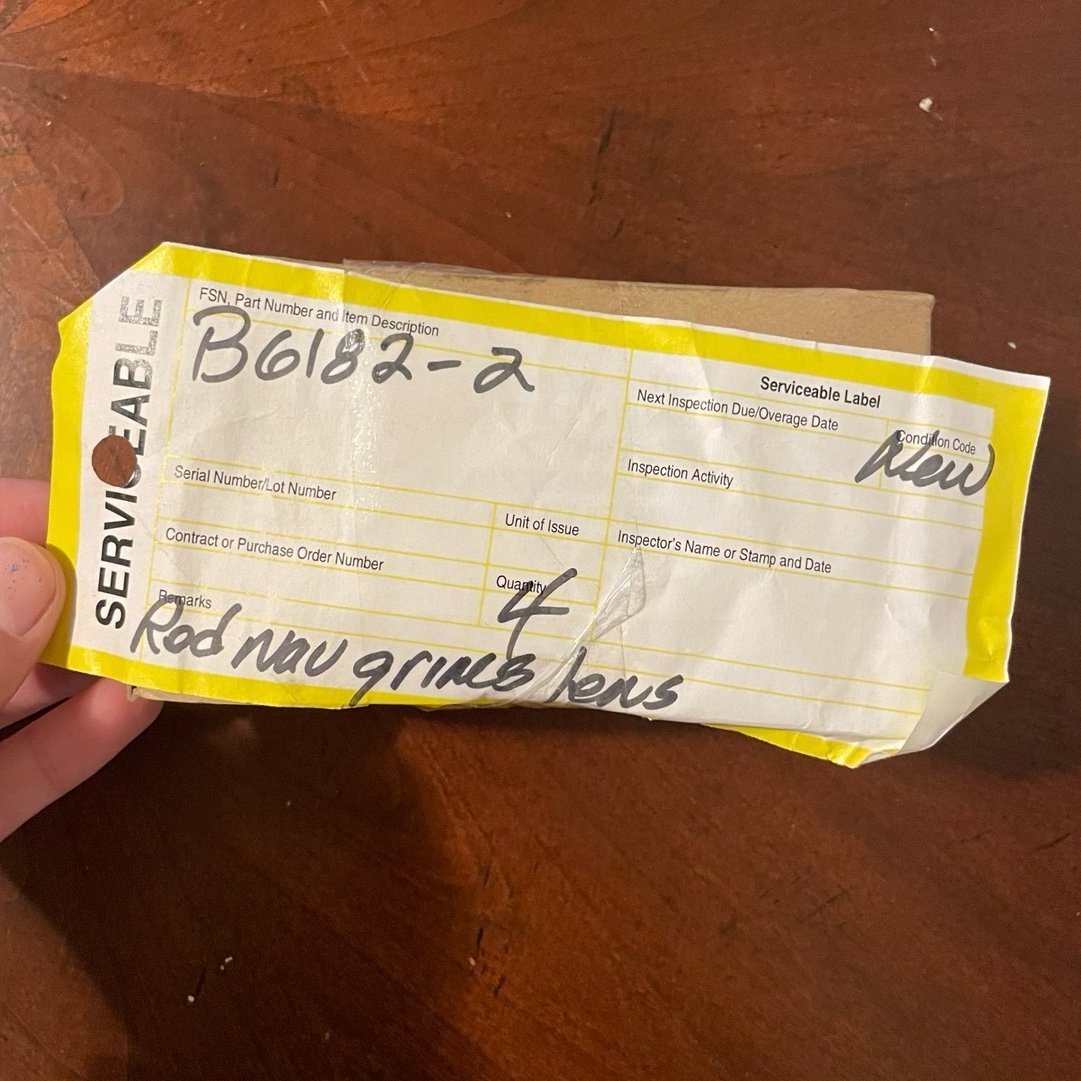 SERVICEABLE
FSN, Part Number and Item Description
B6182-2
Serviceable Label
Next Inspection Due/Overage Date
Condition Code
New
Serial Number/Lot Number
Inspection Activity
Unit of Issue
Contract or Purchase Order Number
Inspector's Name or Stamp and Date
Quantity
4
Remarks
Red nav grimes lens